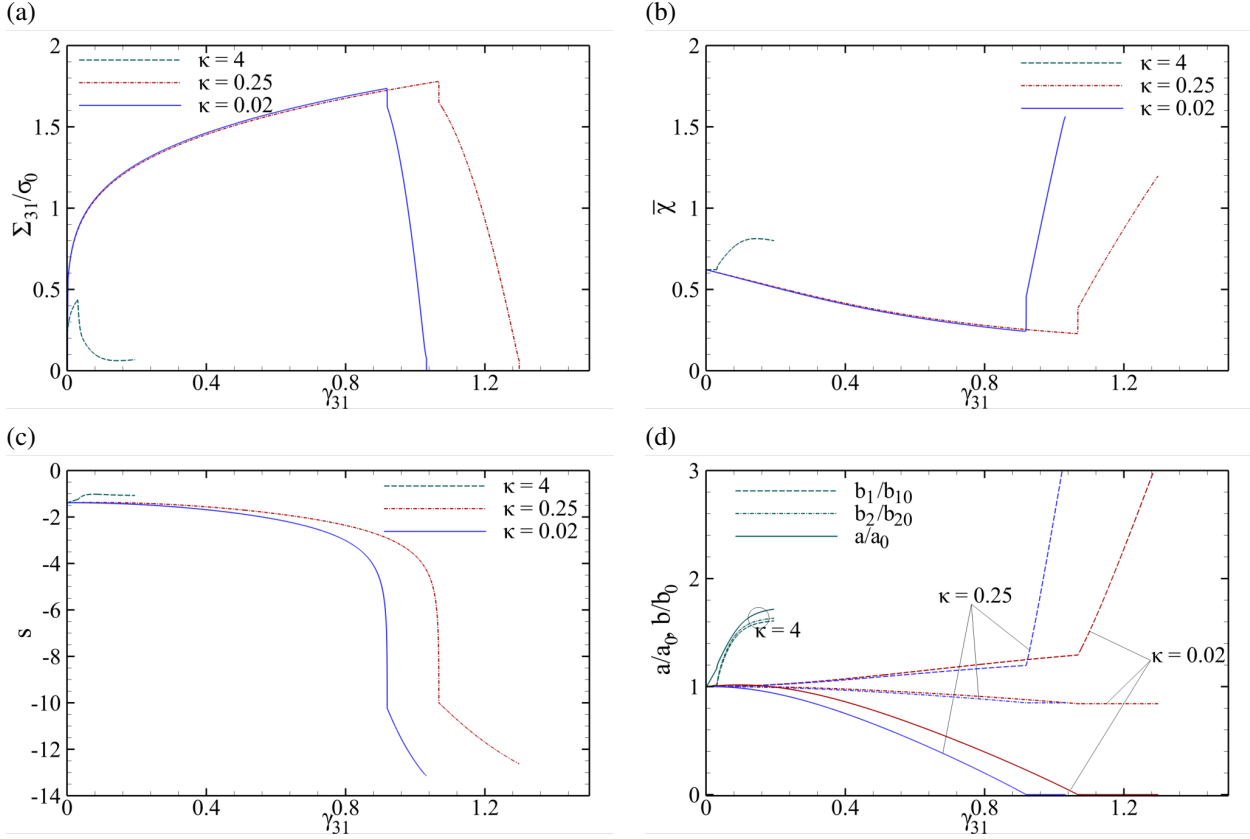 (a)
κ = 4
κ = 0.25
κ = 0.02
2
1.5
1
0.5
0
Σ₃₁/σ₀
0
0.4
0.8
1.2
γ₃₁
(b)
κ = 4
κ = 0.25
κ = 0.02
2
1.5
1
0.5
0
χ̄
0
0.4
0.8
1.2
γ₃₁
(c)
κ = 4
κ = 0.25
κ = 0.02
0
-2
-4
-6
-8
-10
-12
-14
s
0
0.4
0.8
1.2
γ₃₁
(d)
b₁/b₁₀
b₂/b₂₀
a/a₀
κ = 0.25
κ = 4
κ = 0.02
3
2
1
0
a/a₀, b/b₀
0
0.4
0.8
1.2
γ₃₁